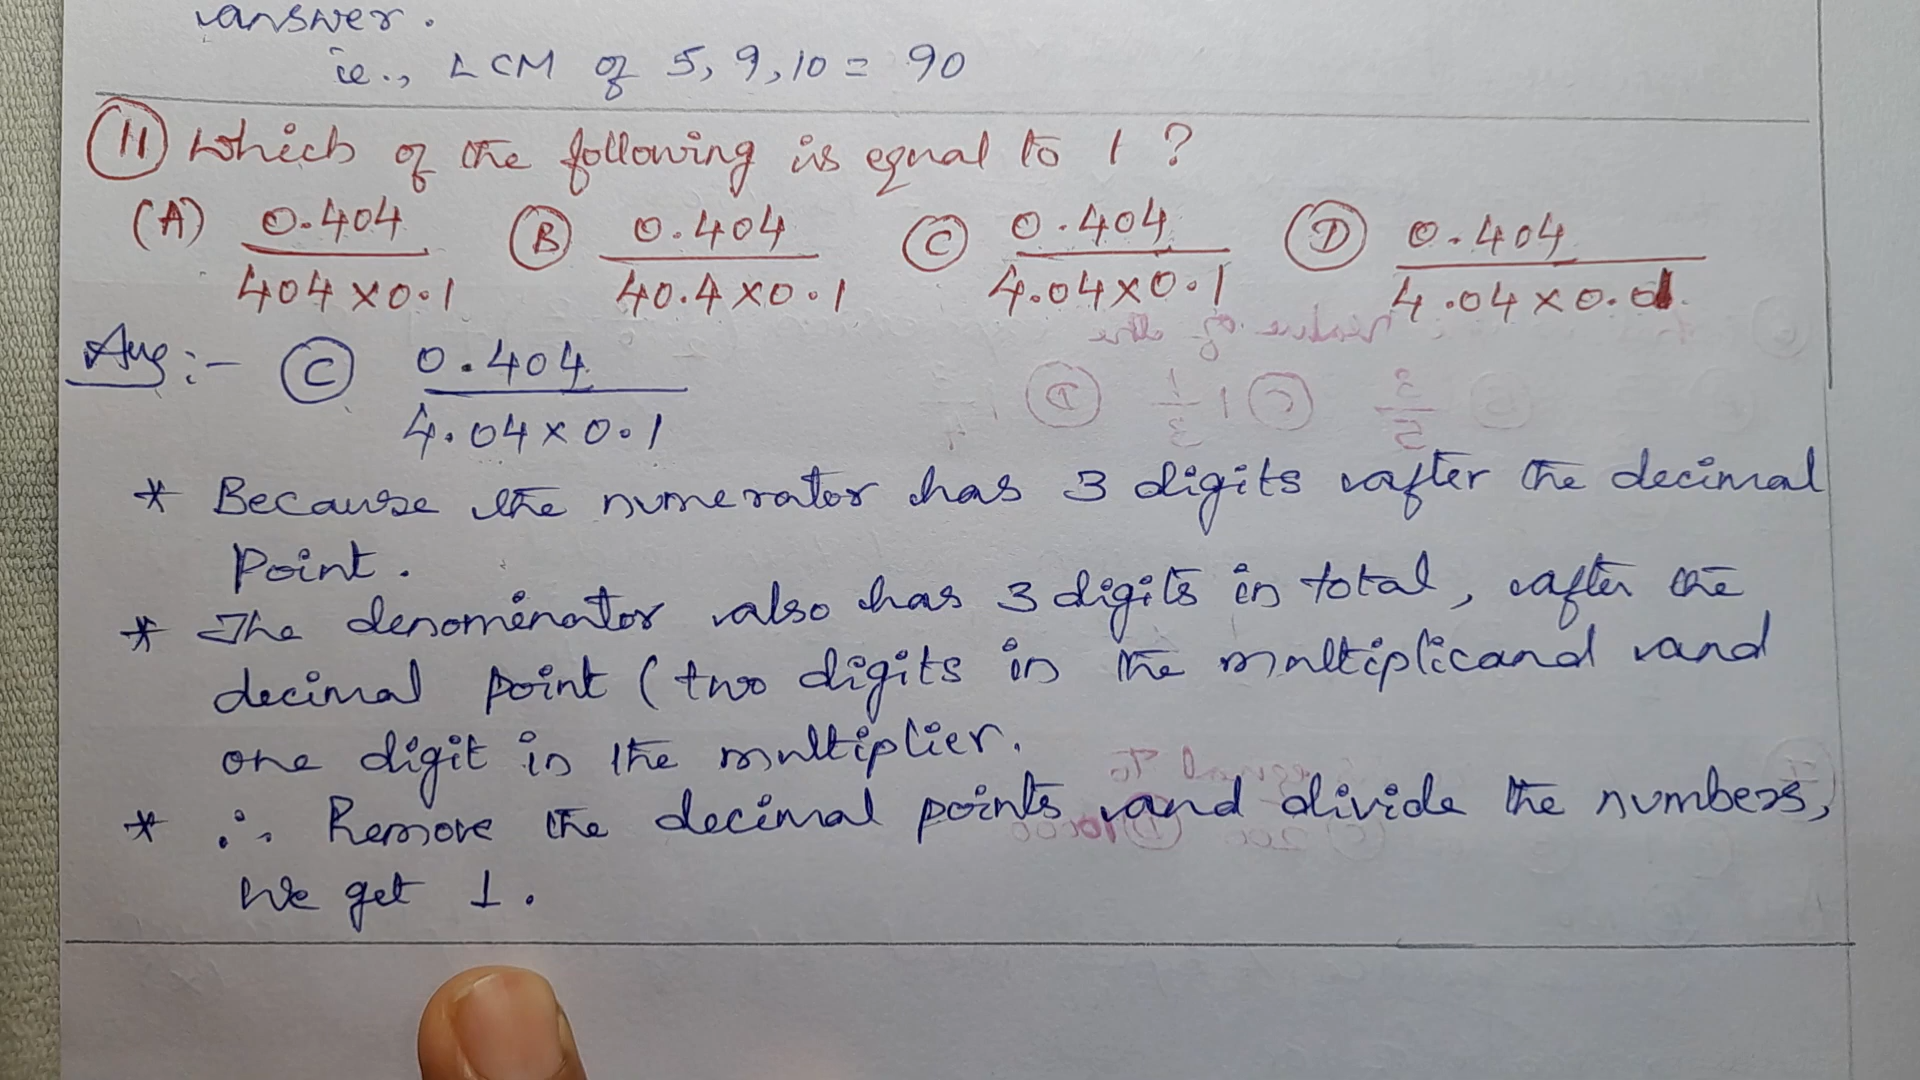 answer.
ie., LCM of 5, 9, 10 = 90
11 Which of the following is equal to 1 ?
(A) 0.404 / 404 x 0.1 (B) 0.404 / 40.4 x 0.1 (C) 0.404 / 4.04 x 0.1 (D) 0.404 / 4.04 x 0.01
Ans :- (C) 0.404 / 4.04 x 0.1
* Because the numerator has 3 digits after the decimal
point.
* The denominator also has 3 digits in total, after the
decimal point (two digits in the multiplicand and
one digit in the multiplier.
* ∴ Remove the decimal points and divide the numbers,
we get 1.